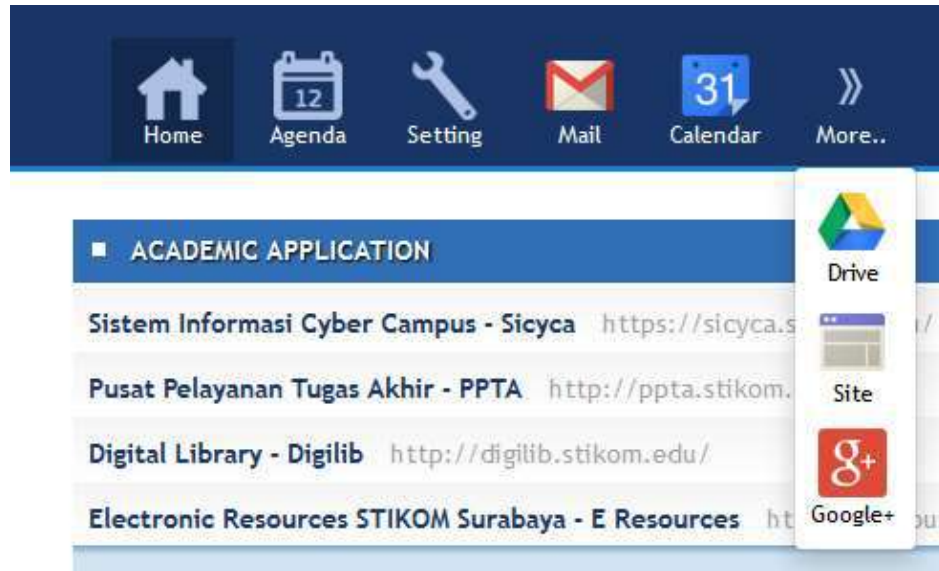 12
31
Home Agenda Setting Mail Calendar More..
ACADEMIC APPLICATION
Drive
Sistem Informasi Cyber Campus - Sicyca https://sicyca.s
Pusat Pelayanan Tugas Akhir - PPTA http://ppta.stikom.
Site
Digital Library - Digilib http://digilib.stikom.edu/
g+
Electronic Resources STIKOM Surabaya - E Resources ht
Google+